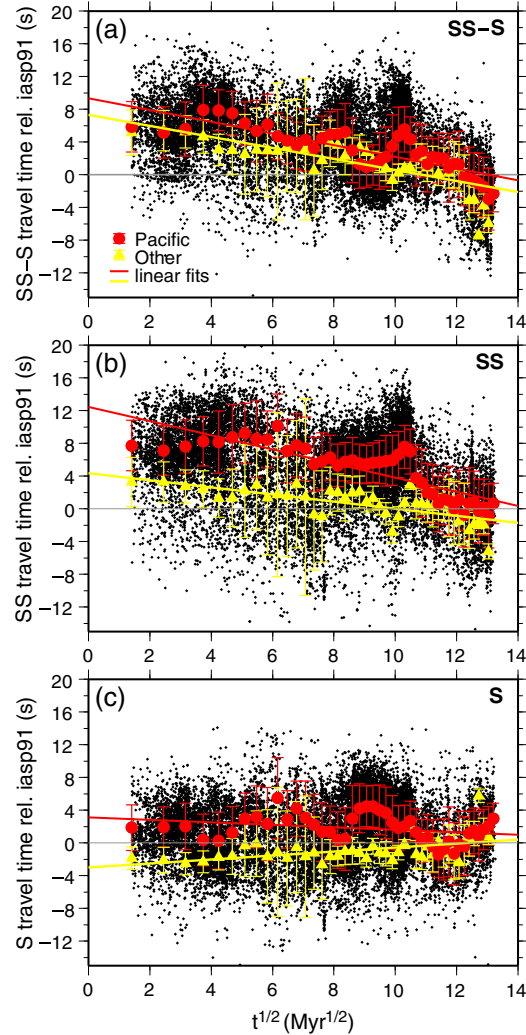 20
(a)
SS-S
16
12
8
4
0
-4
-8
-12
SS-S travel time rel. iasp91 (s)
Pacific
Other
linear fits
0 2 4 6 8 10 12 14
20
(b)
SS
16
12
8
4
0
-4
-8
-12
SS travel time rel. iasp91 (s)
0 2 4 6 8 10 12 14
20
(c)
S
16
12
8
4
0
-4
-8
-12
S travel time rel. iasp91 (s)
0 2 4 6 8 10 12 14
t^1/2 (Myr^1/2)